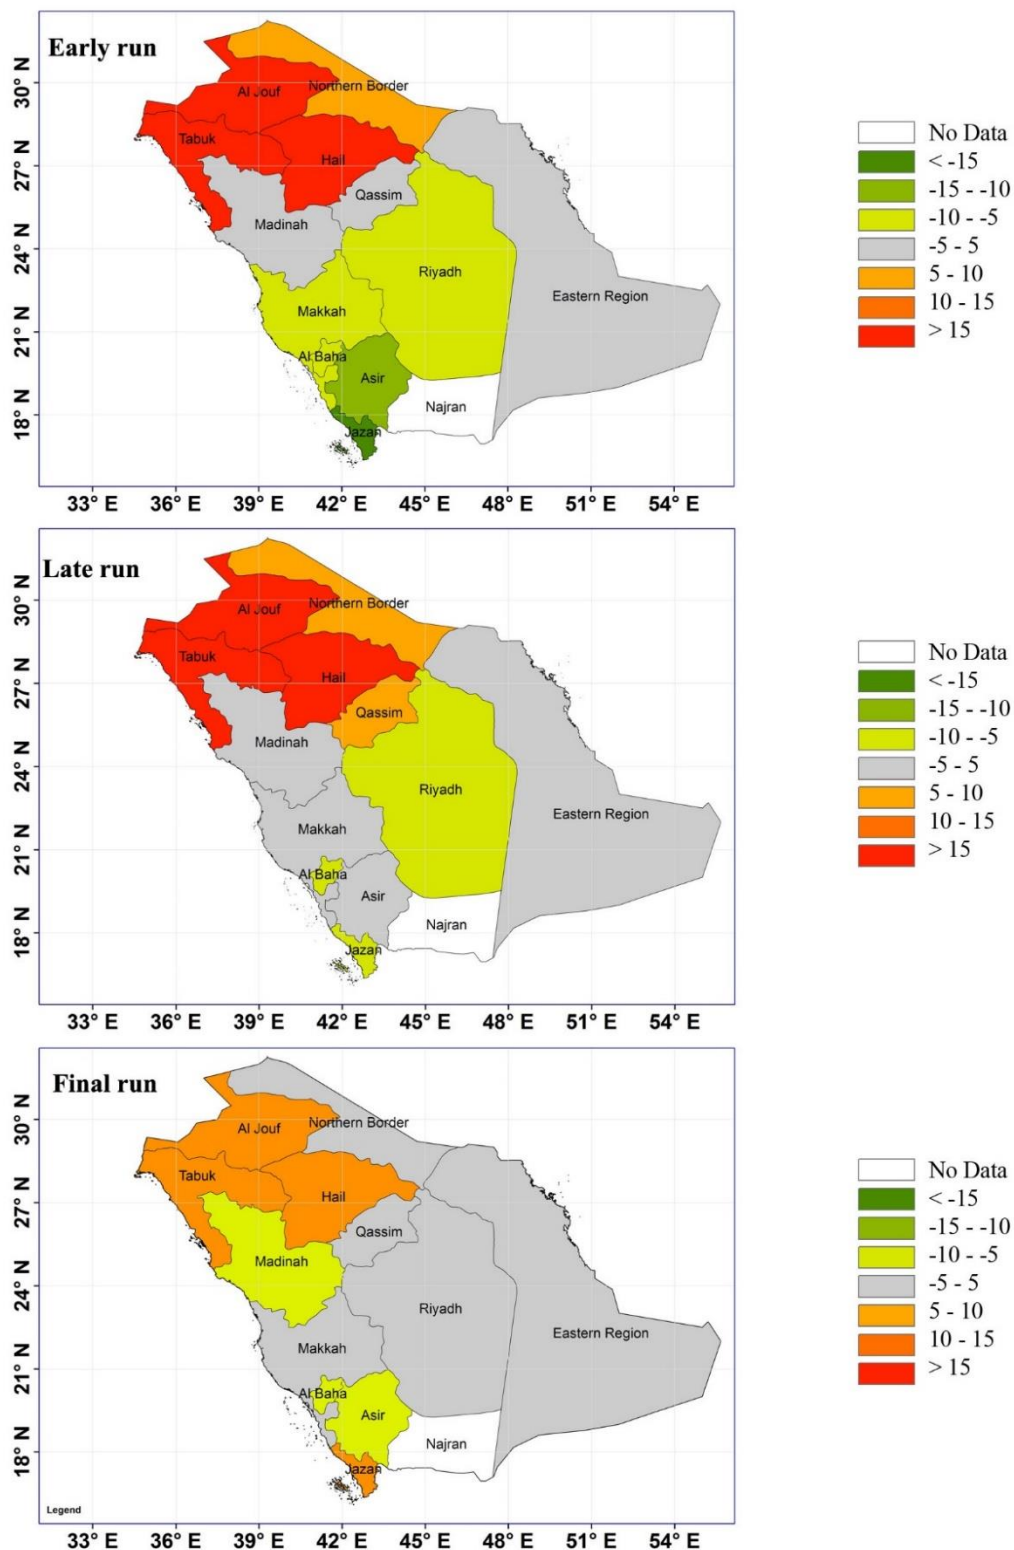 Early run
30° N
27° N
24° N
21° N
18° N
Northern Border
Al Jouf
Tabuk
Hail
Qassim
Madinah
Riyadh
Eastern Region
Makkah
Al Baha
Asir
Najran
Jazan
33° E 36° E 39° E 42° E 45° E 48° E 51° E 54° E
No Data
< -15
-15 - -10
-10 - -5
-5 - 5
5 - 10
10 - 15
> 15
Late run
30° N
27° N
24° N
21° N
18° N
Northern Border
Al Jouf
Tabuk
Hail
Qassim
Madinah
Riyadh
Eastern Region
Makkah
Al Baha
Asir
Najran
Jazan
33° E 36° E 39° E 42° E 45° E 48° E 51° E 54° E
No Data
< -15
-15 - -10
-10 - -5
-5 - 5
5 - 10
10 - 15
> 15
Final run
30° N
27° N
24° N
21° N
18° N
Northern Border
Al Jouf
Tabuk
Hail
Qassim
Madinah
Riyadh
Eastern Region
Makkah
Al Baha
Asir
Najran
Jazan
Legend
33° E 36° E 39° E 42° E 45° E 48° E 51° E 54° E
No Data
< -15
-15 - -10
-10 - -5
-5 - 5
5 - 10
10 - 15
> 15